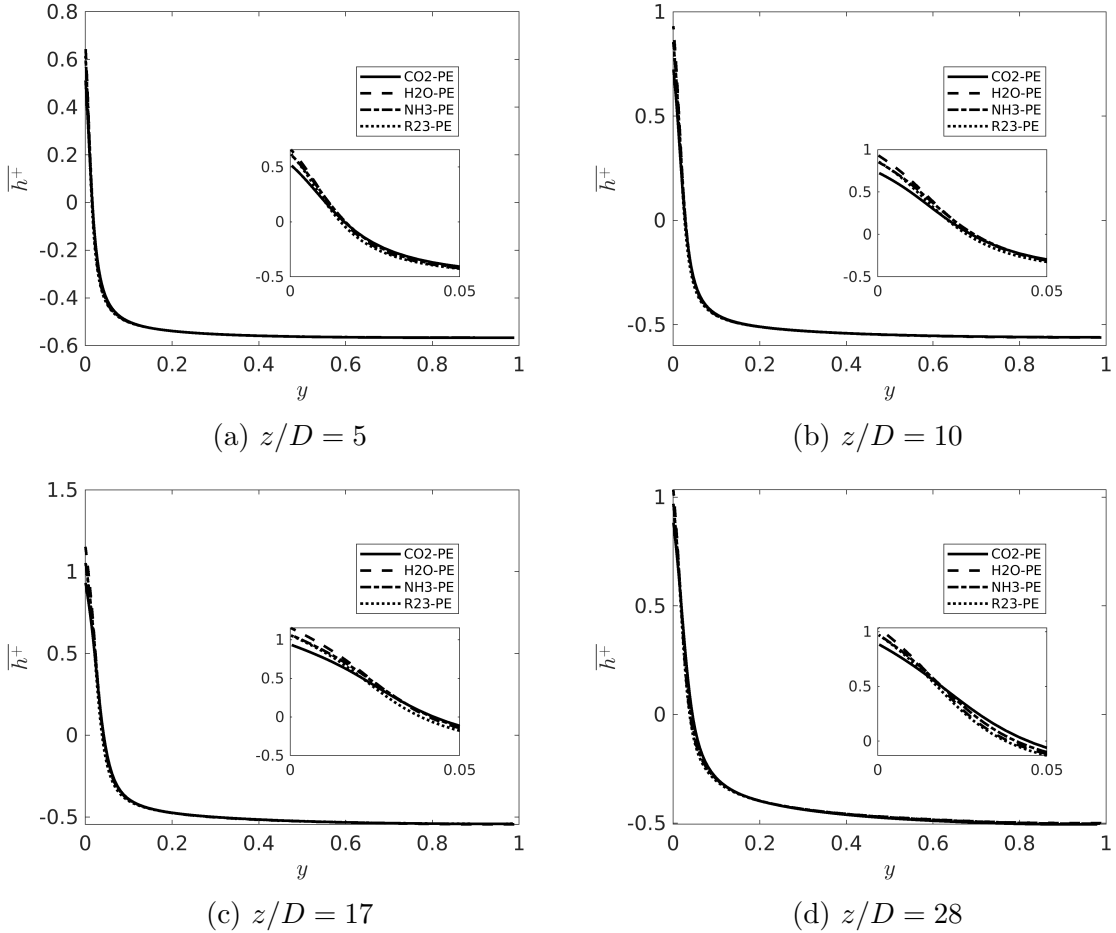 0.8
0.6
0.4
0.2
0
-0.2
-0.4
-0.6
0 0.2 0.4 0.6 0.8 1
h⁺
y
CO2-PE
H2O-PE
NH3-PE
R23-PE
0.5
0
-0.5
0 0.05
(a) z/D = 5
1
0.5
0
-0.5
0 0.2 0.4 0.6 0.8 1
h⁺
y
CO2-PE
H2O-PE
NH3-PE
R23-PE
1
0.5
0
-0.5
0 0.05
(b) z/D = 10
1.5
1
0.5
0
-0.5
0 0.2 0.4 0.6 0.8 1
h⁺
y
CO2-PE
H2O-PE
NH3-PE
R23-PE
1
0.5
0
-0.5
0 0.05
(c) z/D = 17
1
0.5
0
-0.5
0 0.2 0.4 0.6 0.8 1
h⁺
y
CO2-PE
H2O-PE
NH3-PE
R23-PE
1
0.5
0
0 0.05
(d) z/D = 28